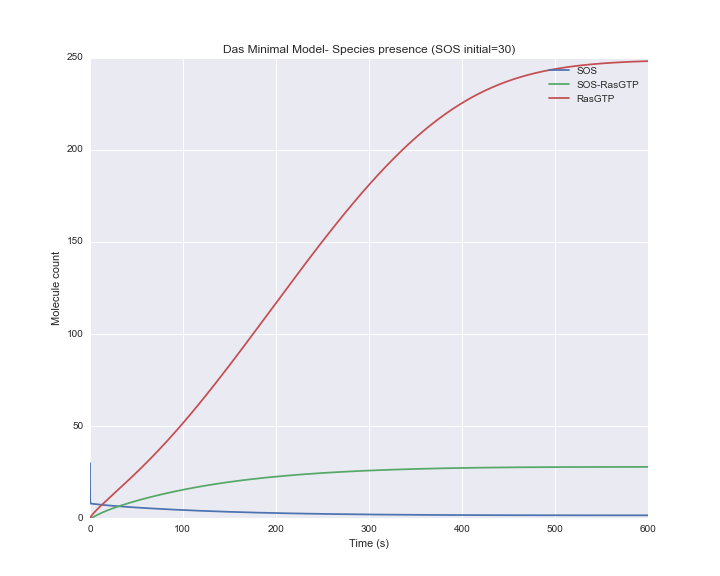 Das Minimal Model- Species presence (SOS initial=30)
250
200
150
100
50
0
Molecule count
SOS
SOS-RasGTP
RasGTP
0 100 200 300 400 500 600
Time (s)